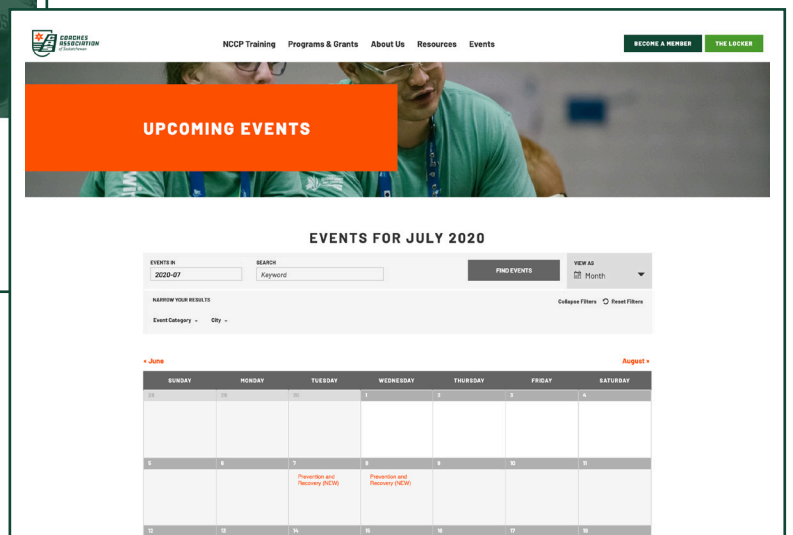 COACHES
ASSOCIATION
of Saskatchewan
NCCP Training Programs & Grants About Us Resources Events
BECOME A MEMBER THE LOCKER
UPCOMING EVENTS
EVENTS FOR JULY 2020
EVENTS IN SEARCH VIEW AS
2020-07 Keyword FIND EVENTS Month
NARROW YOUR RESULTS Collapse Filters Reset Filters
Event Category City
« June August »
SUNDAY MONDAY TUESDAY WEDNESDAY THURSDAY FRIDAY SATURDAY
28 29 30 1 2 3 4
5 6 7 8 9 10 11
Prevention and Prevention and
Recovery (NEW) Recovery (NEW)
12 13 14 15 16 17 18